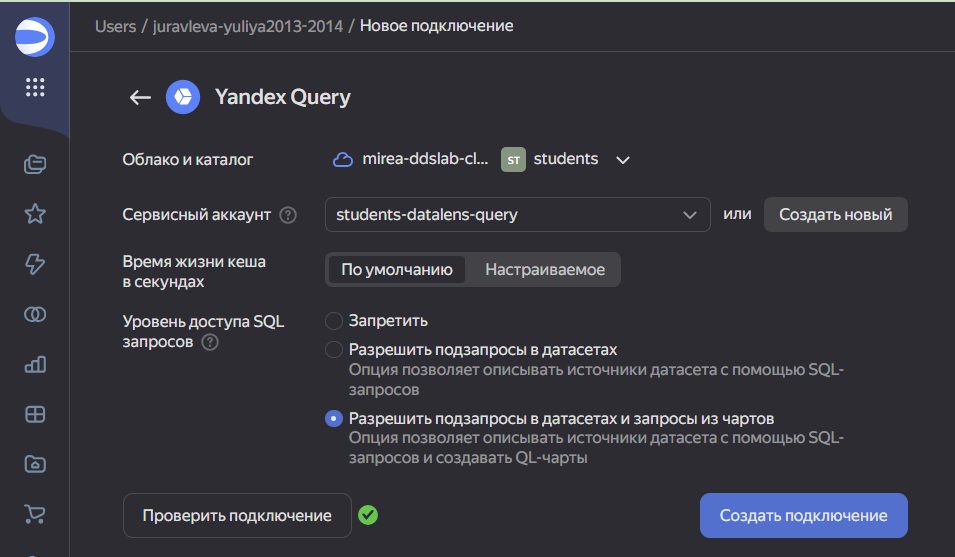 Users / juravleva-yuliya2013-2014 / Новое подключение
Yandex Query
Облако и каталог
mirea-ddslab-cl... ST students
Сервисный аккаунт ?
students-datalens-query
или
Создать новый
Время жизни кеша
в секундах
По умолчанию
Настраиваемое
Уровень доступа SQL
запросов ?
Запретить
Разрешить подзапросы в датасетах
Опция позволяет описывать источники датасета с помощью SQL-
запросов
Разрешить подзапросы в датасетах и запросы из чартов
Опция позволяет описывать источники датасета с помощью SQL-
запросов и создавать QL-чарты
Проверить подключение
Создать подключение